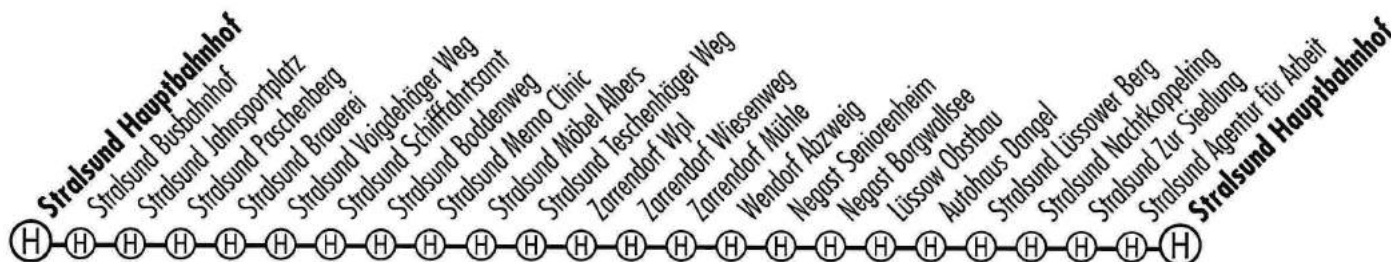 Stralsund Hauptbahnhof
Stralsund Busbahnhof
Stralsund Jahnsportplatz
Stralsund Paschenberg
Stralsund Brauerei
Stralsund Voigdehäger Weg
Stralsund Schifffahrtsamt
Stralsund Boddenweg
Stralsund Memo Clinic
Stralsund Möbel Albers
Stralsund Teschenhäger Weg
Zarrendorf Wpl
Zarrendorf Wiesenweg
Zarrendorf Mühle
Wendorf Abzweig
Negast Seniorenheim
Negast Borgwallsee
Lüssow Obstbau
Autohaus Dangel
Stralsund Lüssower Berg
Stralsund Nachtkoppelring
Stralsund Zur Siedlung
Stralsund Agentur für Arbeit
Stralsund Hauptbahnhof
H H H H H H H H H H H H H H H H H H H H H H H H